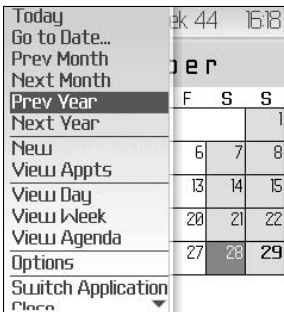 Today
Go to Date...
Prev Month
Next Month
Prev Year
Next Year
New
View Appts
View Day
View Week
View Agenda
Options
Switch Application
Close
ek 44 16:18
ber
F S S
1
6 7 8
13 14 15
20 21 22
27 28 29